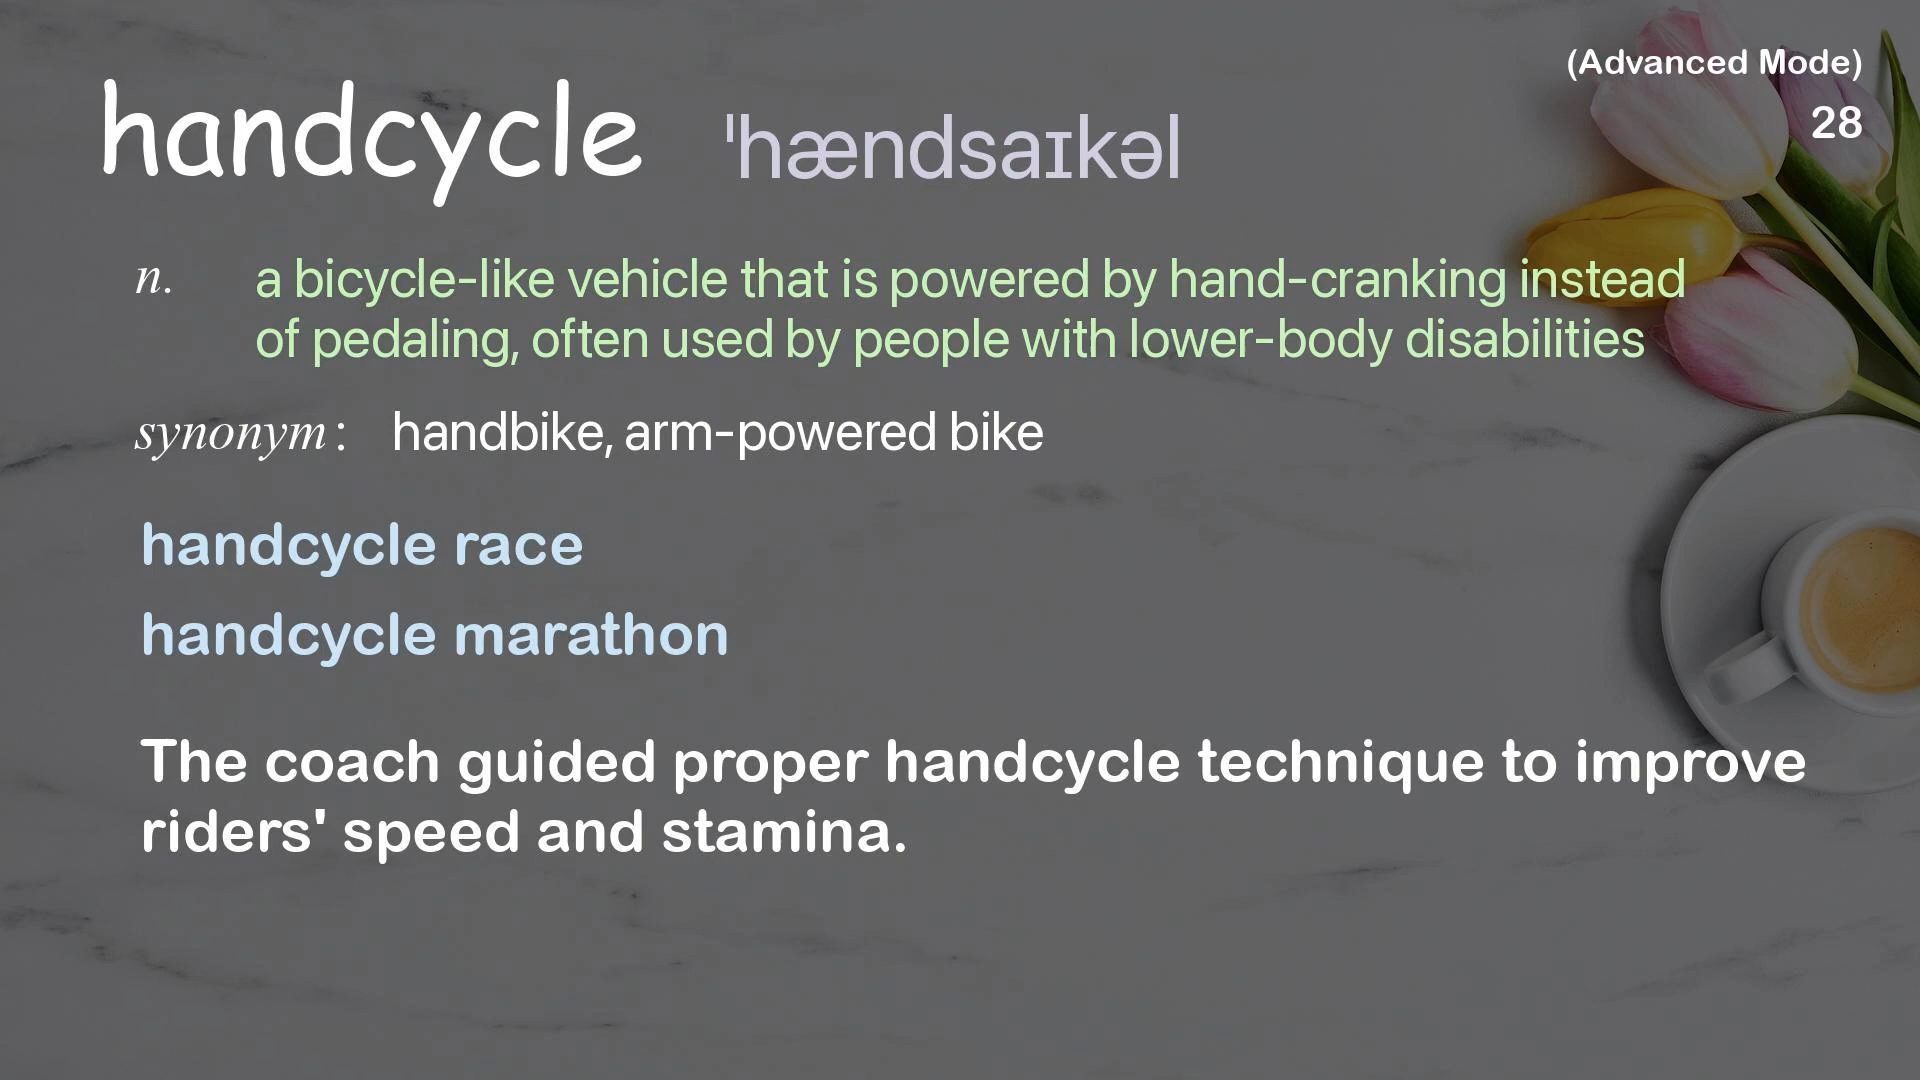 (Advanced Mode)
28
handcycle ˈhændsaɪkəl
n. a bicycle-like vehicle that is powered by hand-cranking instead
of pedaling, often used by people with lower-body disabilities
synonym: handbike, arm-powered bike
handcycle race
handcycle marathon
The coach guided proper handcycle technique to improve
riders' speed and stamina.